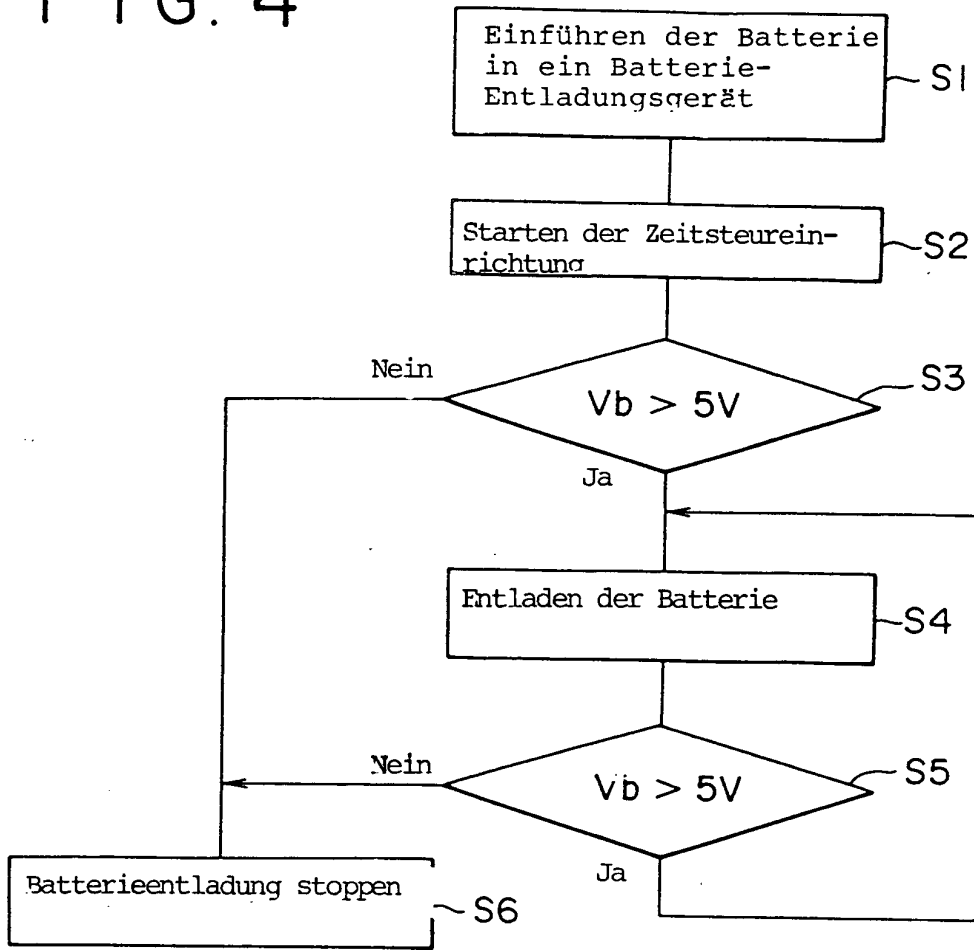 FIG. 4
Einführen der Batterie
in ein Batterie-
Entladungsgerät
S1
Starten der Zeitsteurein-
richtung
S2
Nein
Vb > 5V
S3
Ja
Entladen der Batterie
S4
Nein
Vb > 5V
S5
Ja
Batterieentladung stoppen
S6